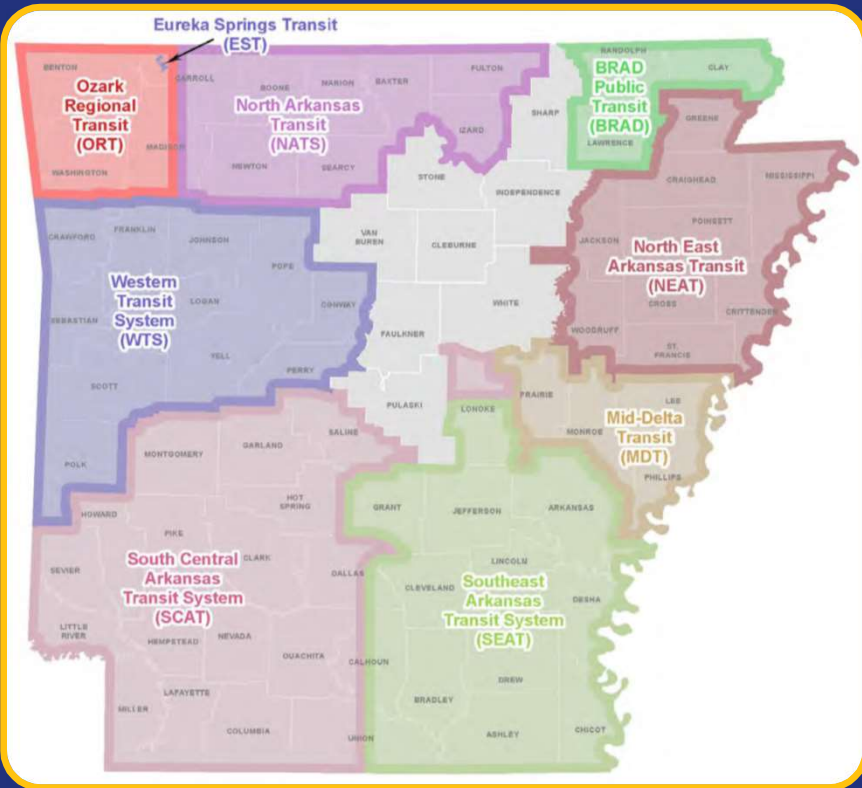 Eureka Springs Transit
(EST)
BENTON
CARROLL
Ozark
Regional
Transit
(ORT)
MADISON
WASHINGTON
BOONE
MARION
BAXTER
FULTON
North Arkansas
Transit
(NATS)
IZARD
NEWTON
SEARCY
SHARP
STONE
INDEPENDENCE
VAN
BUREN
CLEBURNE
WHITE
FAULKNER
PULASKI
RANDOLPH
CLAY
BRAD
Public
Transit
(BRAD)
LAWRENCE
GREENE
CRAIGHEAD
MISSISSIPPI
POINSETT
JACKSON
North East
Arkansas Transit
(NEAT)
CROSS
CRITTENDEN
WOODRUFF
ST.
FRANCIS
CRAWFORD
FRANKLIN
JOHNSON
POPE
Western
Transit
System
(WTS)
LOGAN
CONWAY
SEBASTIAN
YELL
PERRY
SCOTT
POLK
PRAIRIE
LEE
MONROE
Mid-Delta
Transit
(MDT)
PHILLIPS
LONOKE
SALINE
GARLAND
MONTGOMERY
HOT
SPRING
HOWARD
PIKE
CLARK
South Central
Arkansas
Transit System
(SCAT)
SEVIER
DALLAS
LITTLE
RIVER
HEMPSTEAD
NEVADA
OUACHITA
CALHOUN
LAFAYETTE
MILLER
COLUMBIA
UNION
GRANT
JEFFERSON
ARKANSAS
LINCOLN
CLEVELAND
Southeast
Arkansas
Transit System
(SEAT)
DESHA
DREW
BRADLEY
ASHLEY
CHICOT